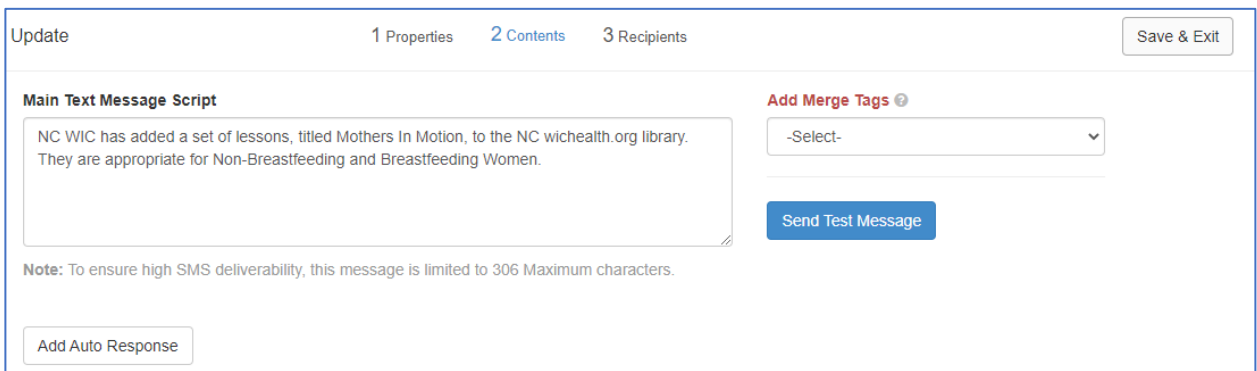 Update
1 Properties 2 Contents 3 Recipients
Save & Exit
Main Text Message Script
Add Merge Tags ?
NC WIC has added a set of lessons, titled Mothers In Motion, to the NC wichealth.org library.
They are appropriate for Non-Breastfeeding and Breastfeeding Women.
-Select-
Send Test Message
Note: To ensure high SMS deliverability, this message is limited to 306 Maximum characters.
Add Auto Response